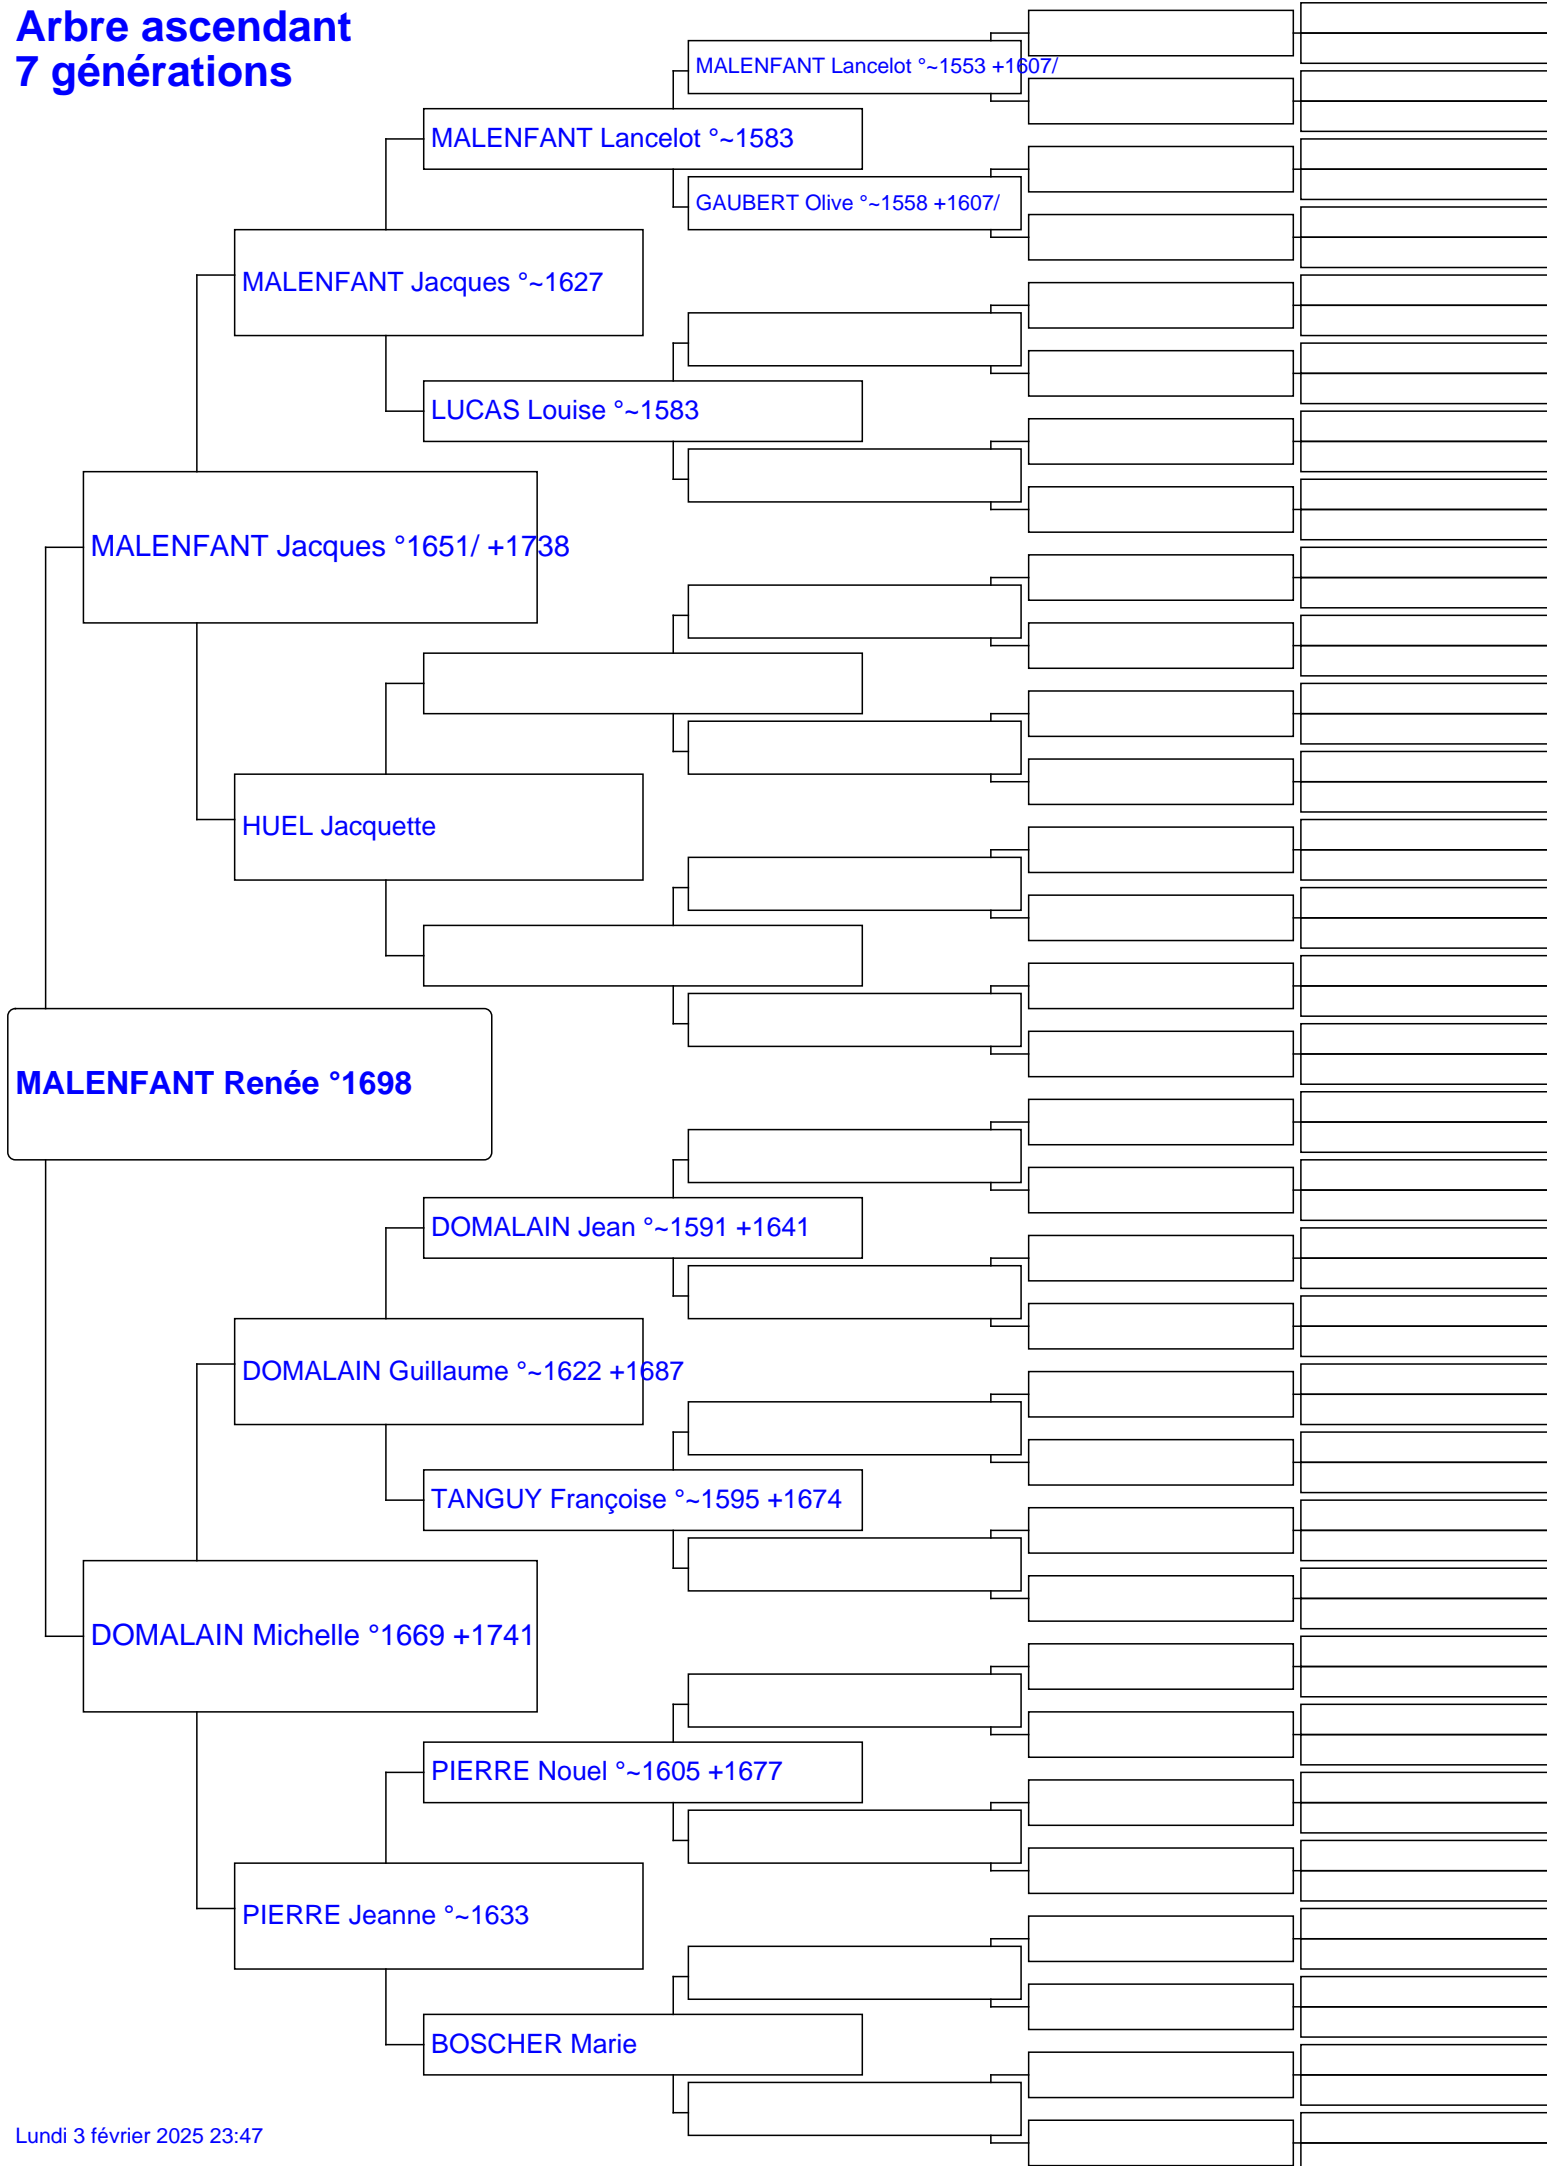 Arbre ascendant
7 générations
MALENFANT Lancelot °~1553 +1607/
MALENFANT Lancelot °~1583
GAUBERT Olive °~1558 +1607/
MALENFANT Jacques °~1627
LUCAS Louise °~1583
MALENFANT Jacques °1651/ +1738
HUEL Jacquette
MALENFANT Renée °1698
DOMALAIN Jean °~1591 +1641
DOMALAIN Guillaume °~1622 +1687
TANGUY Françoise °~1595 +1674
DOMALAIN Michelle °1669 +1741
PIERRE Nouel °~1605 +1677
PIERRE Jeanne °~1633
BOSCHER Marie
Lundi 3 février 2025 23:47